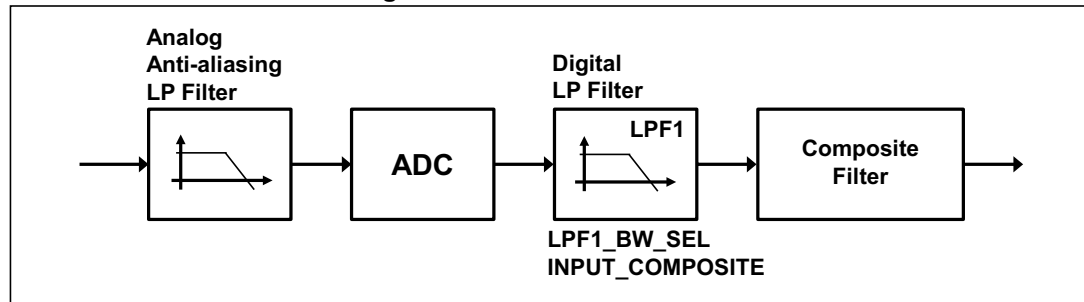 Analog
Anti-aliasing
LP Filter
ADC
Digital
LP Filter
LPF1
LPF1_BW_SEL
INPUT_COMPOSITE
Composite
Filter